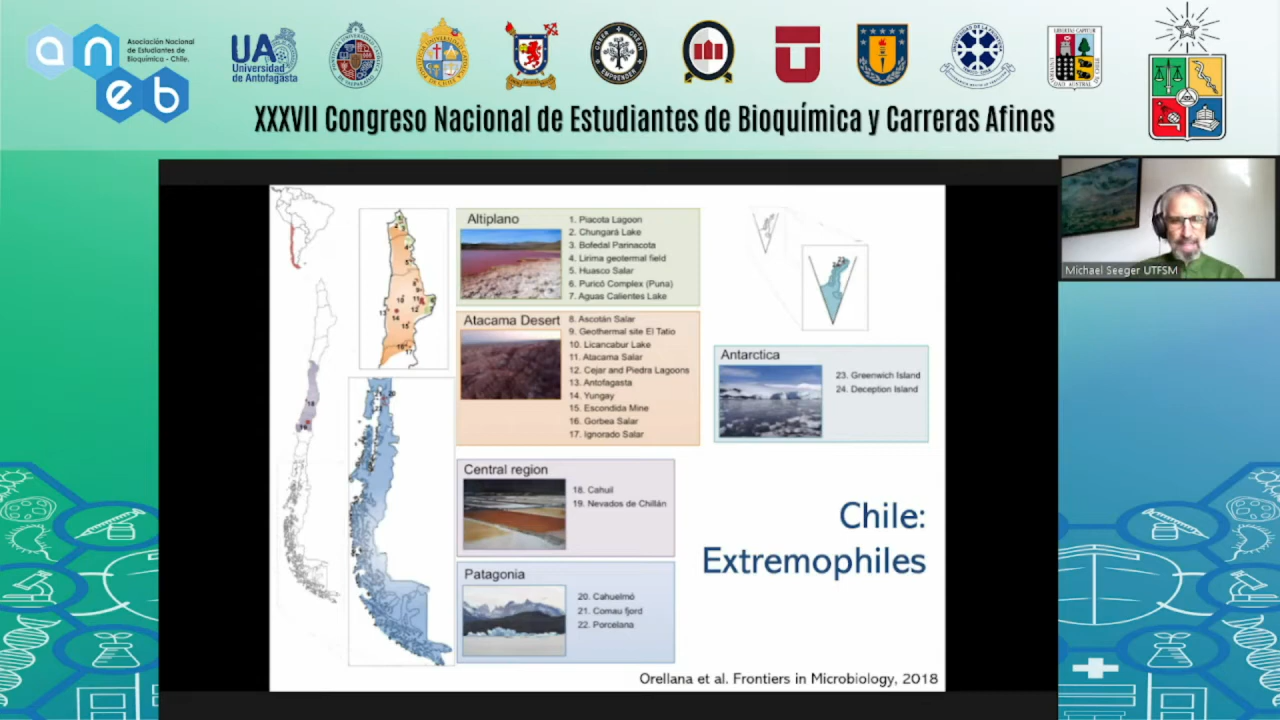 an
eb
Asociación Nacional
de Estudiantes de
Bioquímica - Chile.
UA
Universidad
de Antofagasta
XXXVII Congreso Nacional de Estudiantes de Bioquímica y Carreras Afines
Altiplano
1. Piacota Lagoon
2. Chungará Lake
3. Bofedal Parinacota
4. Lirima geotermal field
5. Huasco Salar
6. Puricó Complex (Puna)
7. Aguas Calientes Lake
Atacama Desert
8. Ascotán Salar
9. Geothermal site El Tatio
10. Licancabur Lake
11. Atacama Salar
12. Cejar and Piedra Lagoons
13. Antofagasta
14. Yungay
15. Escondida Mine
16. Gorbea Salar
17. Ignorado Salar
Central region
18. Cahuil
19. Nevados de Chillán
Patagonia
20. Cahuelmó
21. Comau fjord
22. Porcelana
Antarctica
23. Greenwich Island
24. Deception Island
Chile:
Extremophiles
Orellana et al. Frontiers in Microbiology, 2018
Michael Seeger UTFSM